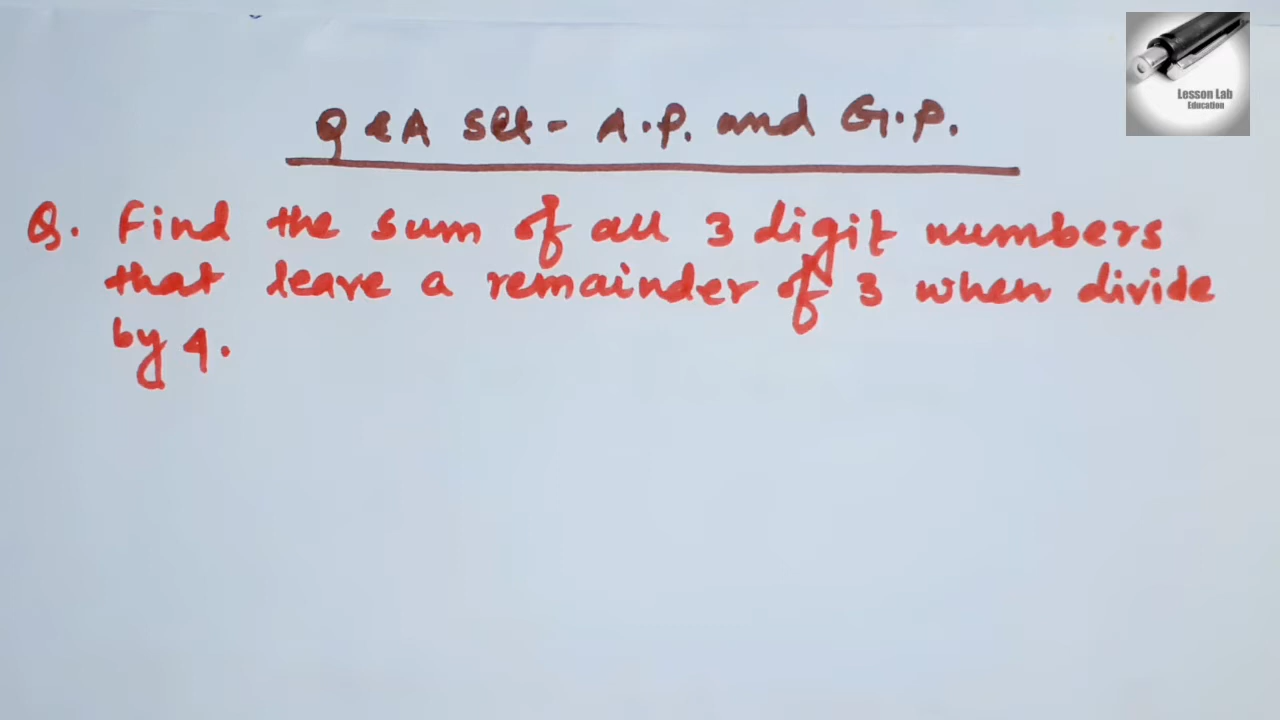 Lesson Lab
Education
Q & A Set - A.P. and G.P.
Q. Find the sum of all 3 digit numbers
that leave a remainder of 3 when divide
by 4.